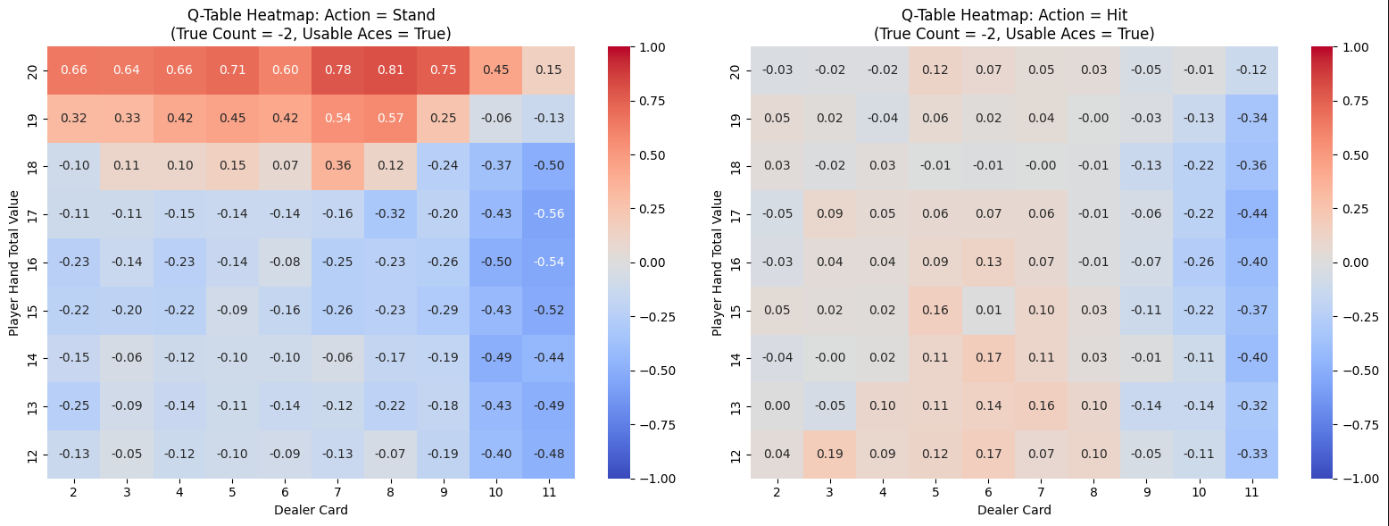 Q-Table Heatmap: Action = Stand
(True Count = -2, Usable Aces = True)
20 0.66 0.64 0.66 0.71 0.60 0.78 0.81 0.75 0.45 0.15
19 0.32 0.33 0.42 0.45 0.42 0.54 0.57 0.25 -0.06 -0.13
18 -0.10 0.11 0.10 0.15 0.07 0.36 0.12 -0.24 -0.37 -0.50
17 -0.11 -0.11 -0.15 -0.14 -0.14 -0.16 -0.32 -0.20 -0.43 -0.56
16 -0.23 -0.14 -0.23 -0.14 -0.08 -0.25 -0.23 -0.26 -0.50 -0.54
15 -0.22 -0.20 -0.22 -0.09 -0.16 -0.26 -0.23 -0.29 -0.43 -0.52
14 -0.15 -0.06 -0.12 -0.10 -0.10 -0.06 -0.17 -0.19 -0.49 -0.44
13 -0.25 -0.09 -0.14 -0.11 -0.14 -0.12 -0.22 -0.18 -0.43 -0.49
12 -0.13 -0.05 -0.12 -0.10 -0.09 -0.13 -0.07 -0.19 -0.40 -0.48
2 3 4 5 6 7 8 9 10 11
Dealer Card
Player Hand Total Value
1.00
0.75
0.50
0.25
0.00
−0.25
−0.50
−0.75
−1.00
Q-Table Heatmap: Action = Hit
(True Count = -2, Usable Aces = True)
20 -0.03 -0.02 -0.02 0.12 0.07 0.05 0.03 -0.05 -0.01 -0.12
19 0.05 0.02 -0.04 0.06 0.02 0.04 -0.00 -0.03 -0.13 -0.34
18 0.03 -0.02 0.03 -0.01 -0.01 -0.00 -0.01 -0.13 -0.22 -0.36
17 -0.05 0.09 0.05 0.06 0.07 0.06 -0.01 -0.06 -0.22 -0.44
16 -0.03 0.04 0.04 0.09 0.13 0.07 -0.01 -0.07 -0.26 -0.40
15 0.05 0.02 0.02 0.16 0.01 0.10 0.03 -0.11 -0.22 -0.37
14 -0.04 -0.00 0.02 0.11 0.17 0.11 0.03 -0.01 -0.11 -0.40
13 0.00 -0.05 0.10 0.11 0.14 0.16 0.10 -0.14 -0.14 -0.32
12 0.04 0.19 0.09 0.12 0.17 0.07 0.10 -0.05 -0.11 -0.33
2 3 4 5 6 7 8 9 10 11
Dealer Card
Player Hand Total Value
1.00
0.75
0.50
0.25
0.00
−0.25
−0.50
−0.75
−1.00